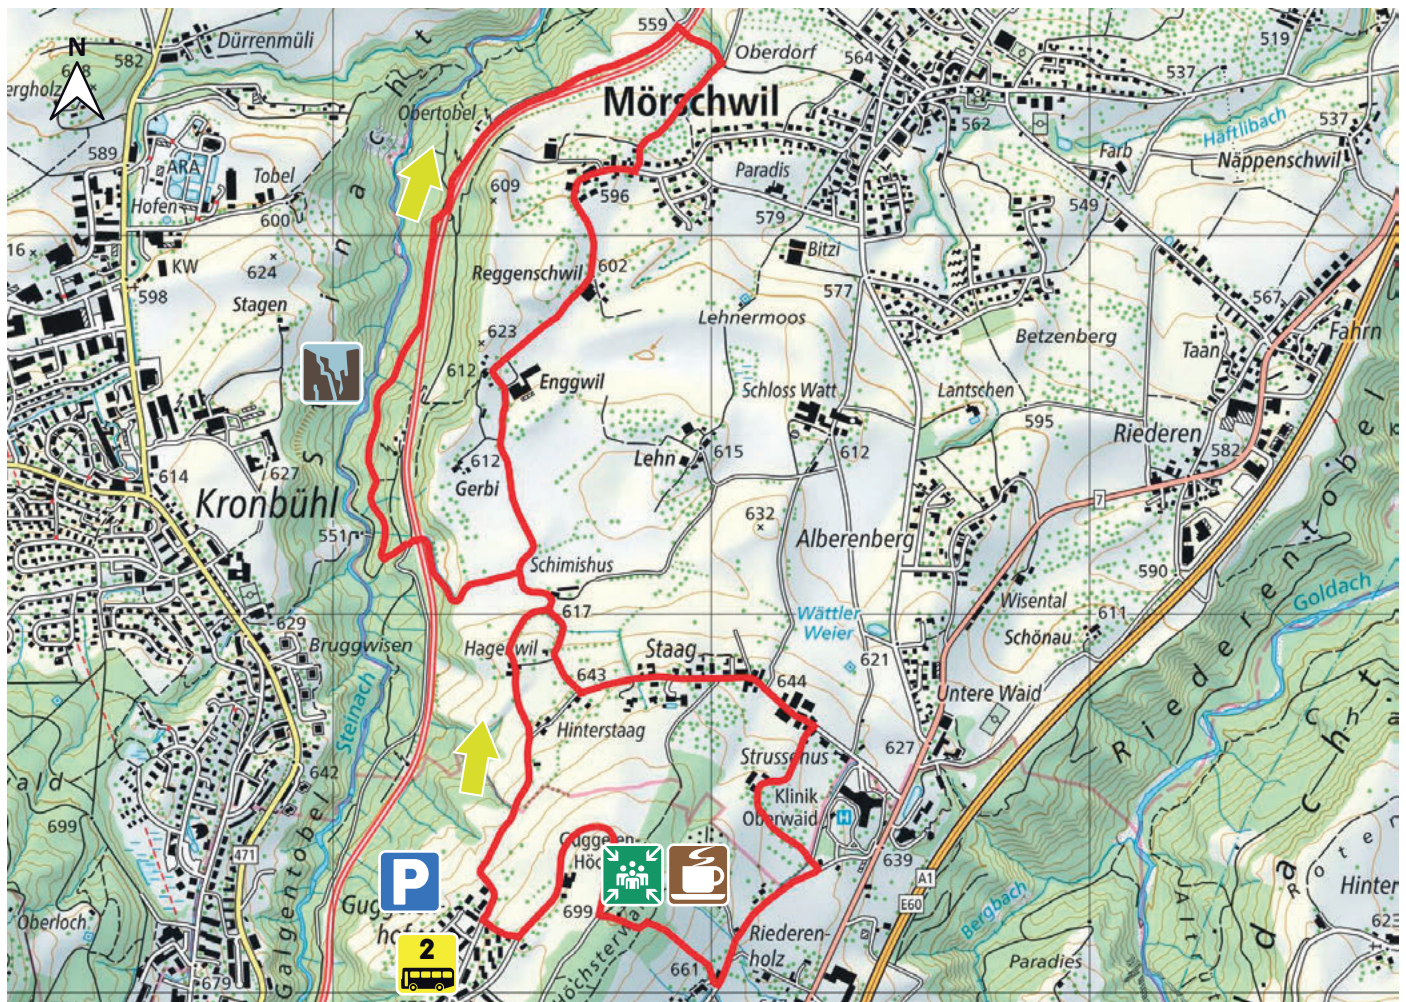 559
Oberdorf
519
N
582
Dürrenmüli
564
537
Mörschwil
Obertobel
562
Häftlibach
537
589
ARA
Tobel
Hofen
600
609
596
Paradis
579
Farb
549
Näppenschwil
16
KW
624
598
Stagen
Reggenschwil
602
Bitzi
577
567
Lehnermoos
Betzenberg
Taan
Fahrn
623
612
Enggwil
Schloss Watt
Lantschen
595
Riederen
582
614
627
612
Gerbi
Lehn
615
612
Kronbühl
551
632
7
Alberenberg
Schimishus
590
617
Wättler
Weier
Wisental
611
Schönau
Goldach
Riederentobel
629
Bruggwisen
Steinach
Staag
643
644
621
Untere Waid
Hinterstaag
Strussenhus
627
642
ald
699
Klinik
Oberwaid
H
471
Galgentobel
P
639
A1
E60
Bergbach
Oberloch
699
2
Riederen-
holz
661
Paradies
Hinter
623
679